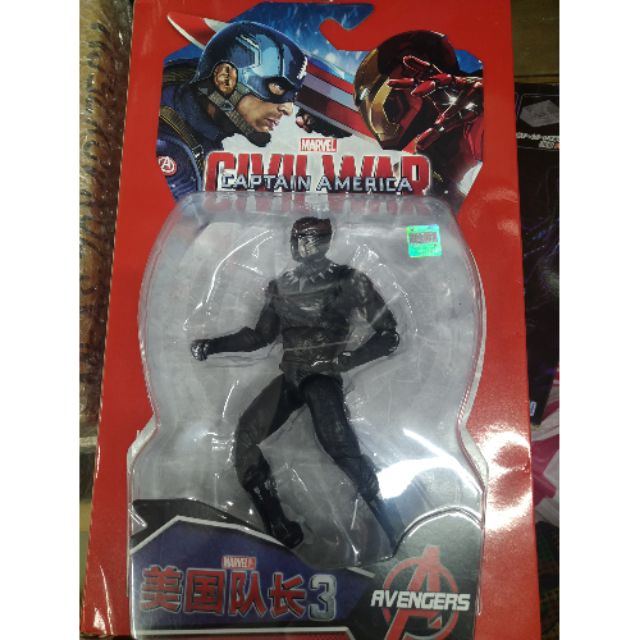 MARVEL
CIVIL WAR
CAPTAIN AMERICA
MARVEL
美国队长3
AVENGERS